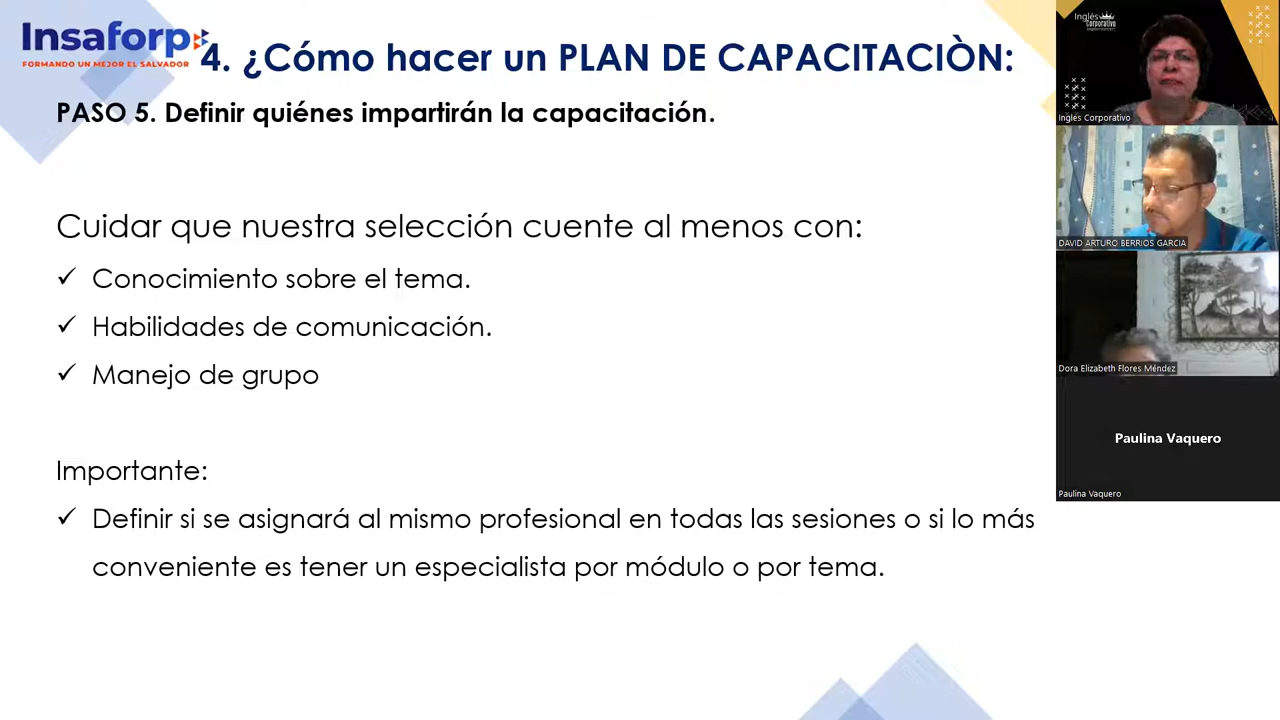 Insaforp
FORMANDO UN MEJOR EL SALVADOR
4. ¿Cómo hacer un PLAN DE CAPACITACIÒN:
PASO 5. Definir quiénes impartirán la capacitación.
Cuidar que nuestra selección cuente al menos con:
✓ Conocimiento sobre el tema.
✓ Habilidades de comunicación.
✓ Manejo de grupo
Importante:
✓ Definir si se asignará al mismo profesional en todas las sesiones o si lo más
conveniente es tener un especialista por módulo o por tema.
Inglés
Corporativo
Inglés Corporativo
DAVID ARTURO BERRIOS GARCIA
Dora Elizabeth Flores Méndez
Paulina Vaquero
Paulina Vaquero